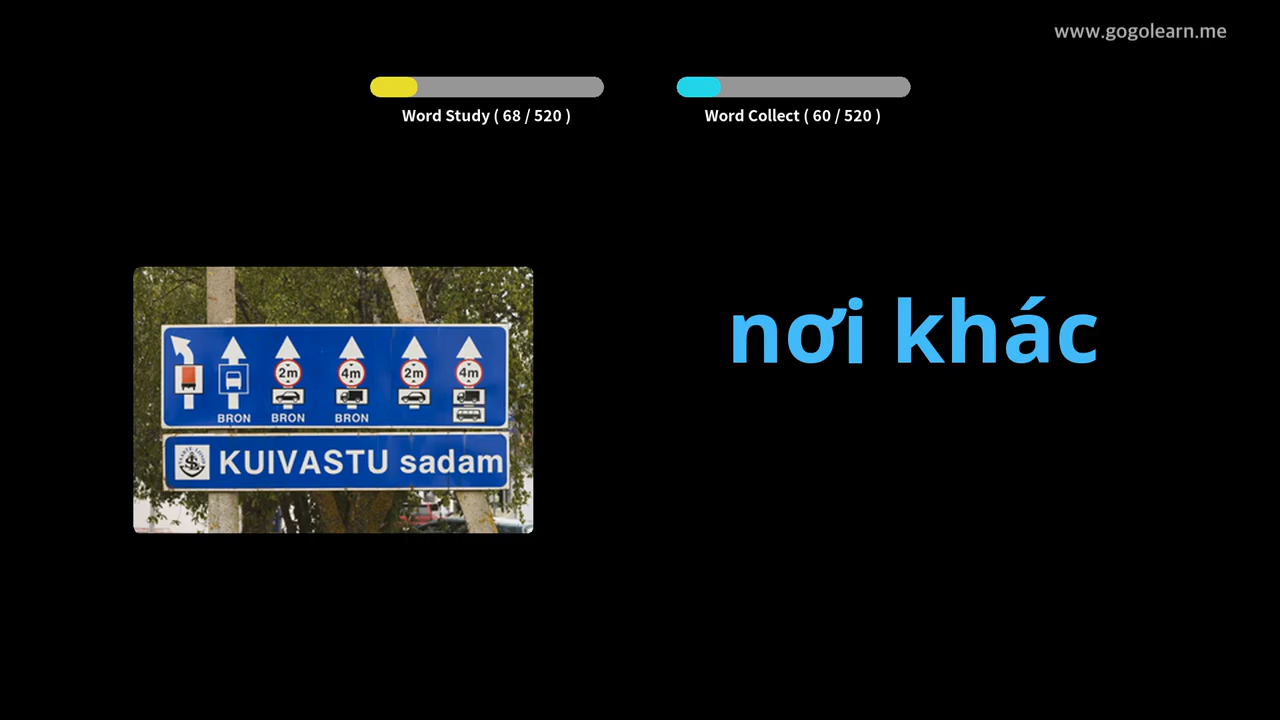 www.gogolearn.me
Word Study ( 68 / 520 )
Word Collect ( 60 / 520 )
nơi khác
2m 4m 2m 4m
BRON BRON BRON
KUIVASTU sadam